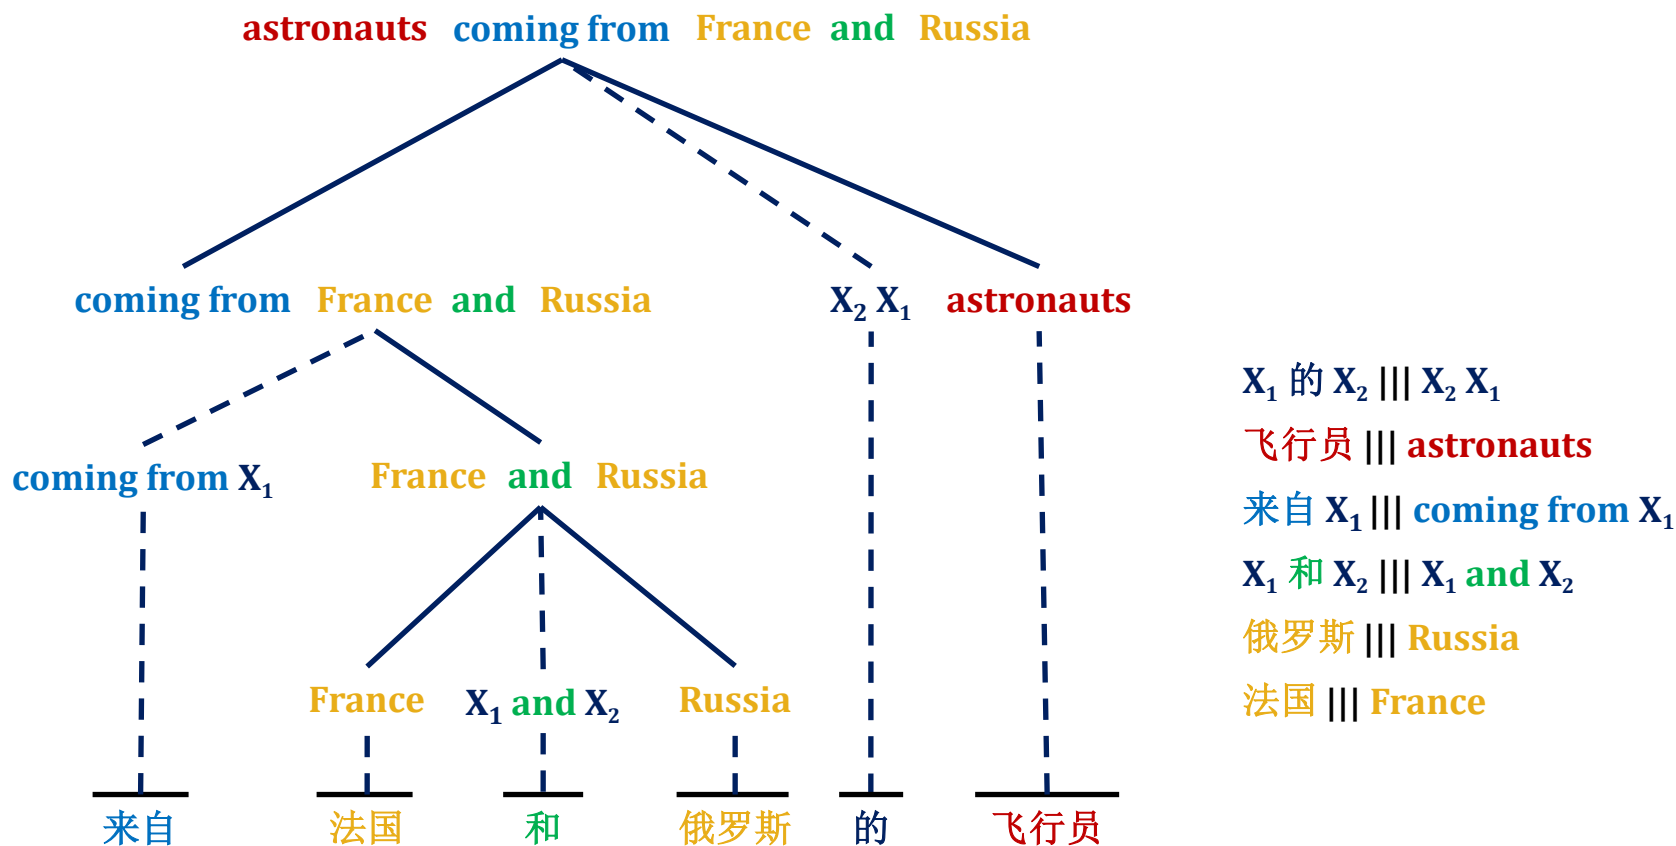 astronauts coming from France and Russia
coming from France and Russia
X₂ X₁
astronauts
coming from X₁
France and Russia
France
X₁ and X₂
Russia
来自
法国
和
俄罗斯
的
飞行员
X₁ 的 X₂ ||| X₂ X₁
飞行员 ||| astronauts
来自 X₁ ||| coming from X₁
X₁ 和 X₂ ||| X₁ and X₂
俄罗斯 ||| Russia
法国 ||| France